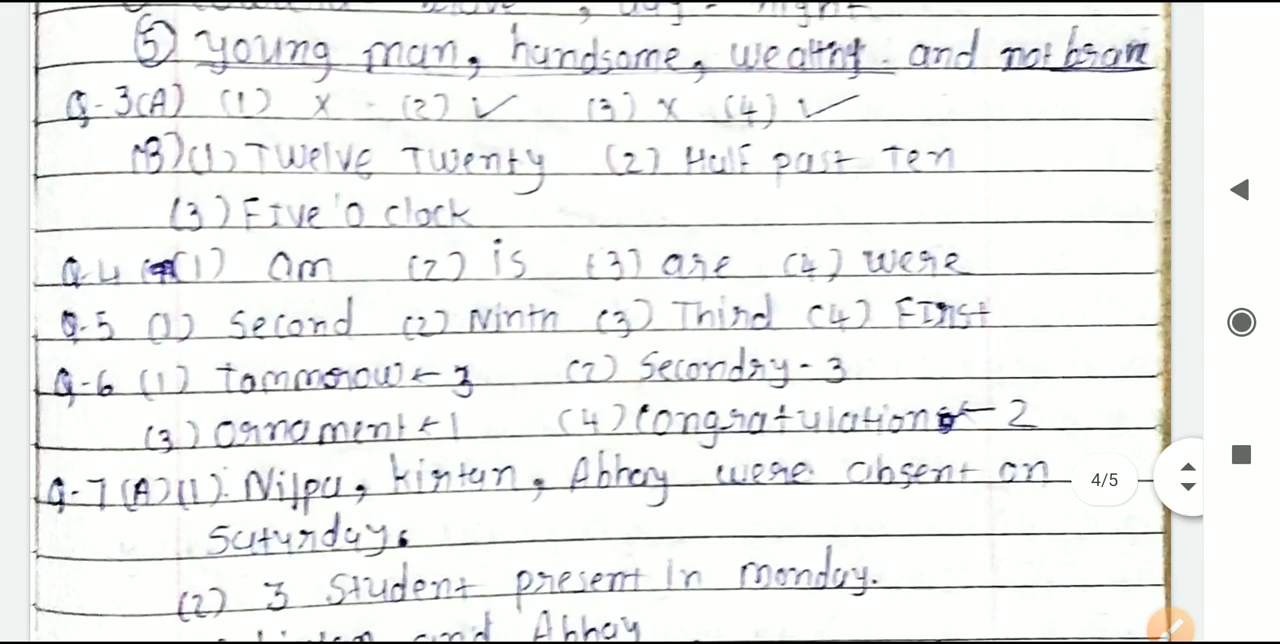 ⑤ young man, handsome, wealthy. and not
Q-3(A) (1) x (2) ✓ (3) x (4) ✓
(B)(1) Twelve Twenty (2) Half past Ten
(3) Five 'O clock
Q.4 (1) am (2) is (3) are (4) were
Q.5 (1) Second (2) Ninth (3) Third (4) First
Q-6 (1) tommorow ← 3 (2) Secondry - 3
(3) ornament ← 1 (4) Congratulation ← 2
Q-7 (A)(1). Nilpa, kirtan, Abhay were absent on
Saturday.
4/5
(2) 3 Student present in monday.
and Abhay